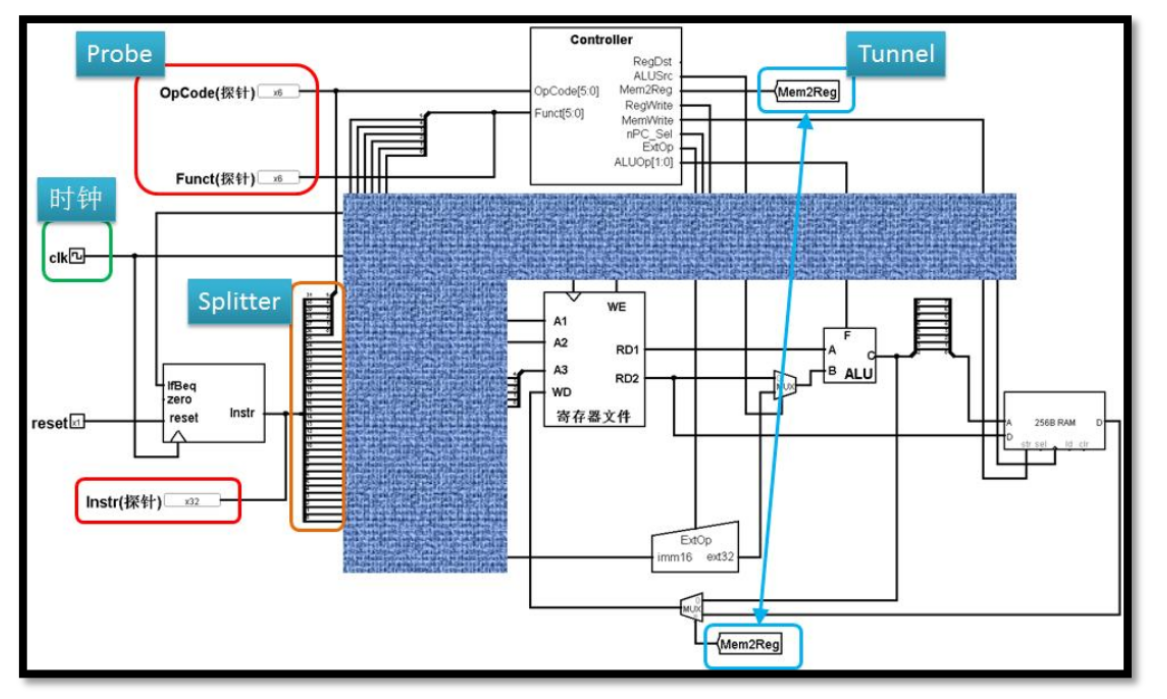 Probe
Controller
Tunnel
OpCode(探针)
x6
OpCode[5:0]
Funct[5:0]
RegDst
ALUSrc
Mem2Reg
RegWrite
MemWrite
nPC_Sel
ExtOp
ALUOp[1:0]
Mem2Reg
Funct(探针)
x6
时钟
clk
Splitter
IfBeq
zero
reset
Instr
reset
x1
Instr(探针)
x32
WE
A1
A2
A3
WD
RD1
RD2
寄存器文件
MUX
F
A
B
C
ALU
A
D
256B RAM
D
str sel
ld clr
ExtOp
imm16
ext32
MUX
Mem2Reg